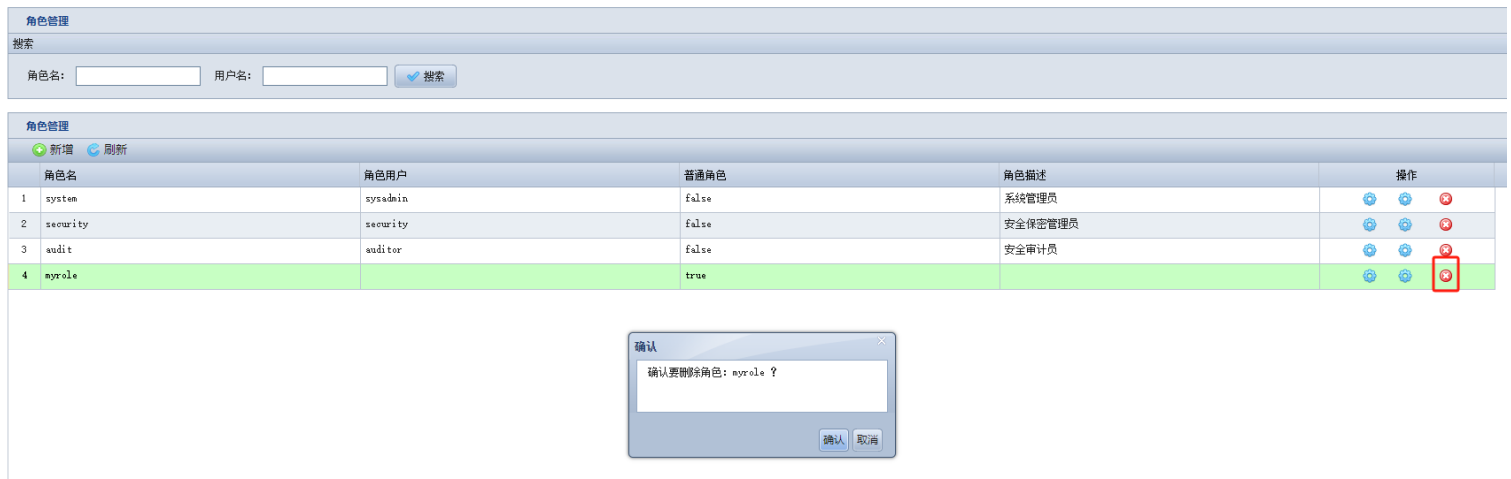 角色管理
搜索
角色名: 用户名: 搜索
角色管理
新增 刷新
角色名 角色用户 普通角色 角色描述 操作
1 system sysadmin false 系统管理员
2 security security false 安全保密管理员
3 audit auditor false 安全审计员
4 myrole true
确认
确认要删除角色: myrole ?
确认 取消